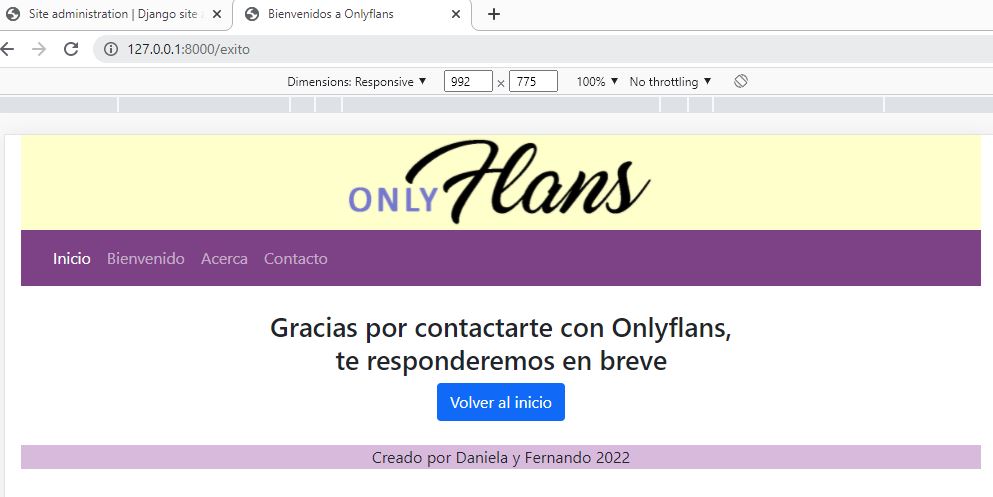 Site administration | Django site
Bienvenidos a Onlyflans
127.0.0.1:8000/exito
Dimensions: Responsive 992 × 775 100% No throttling
ONLY Flans
Inicio Bienvenido Acerca Contacto
Gracias por contactarte con Onlyflans,
te responderemos en breve
Volver al inicio
Creado por Daniela y Fernando 2022